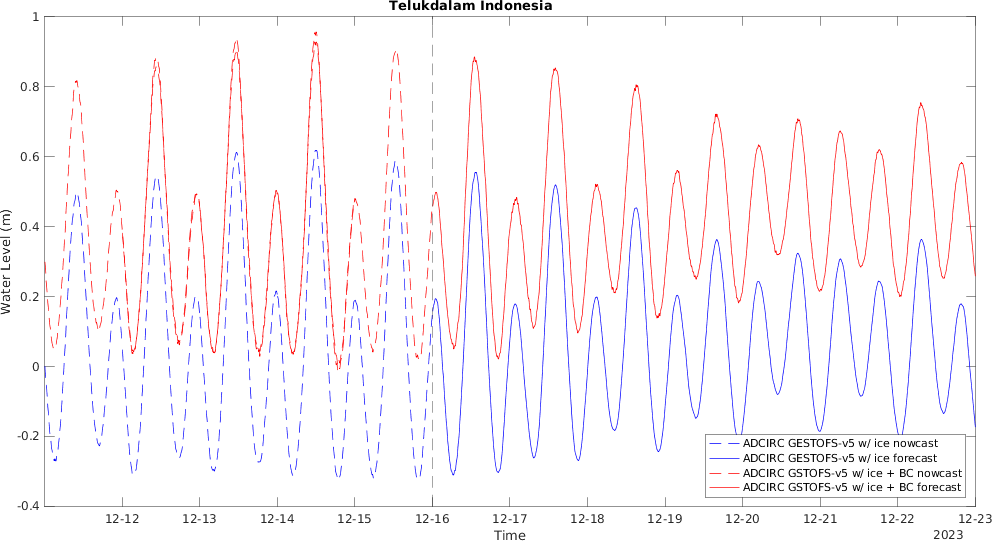 Telukdalam Indonesia
1
0.8
0.6
0.4
0.2
0
-0.2
-0.4
Water Level (m)
ADCIRC GESTOFS-v5 w/ ice nowcast
ADCIRC GESTOFS-v5 w/ ice forecast
ADCIRC GSTOFS-v5 w/ ice + BC nowcast
ADCIRC GSTOFS-v5 w/ ice + BC forecast
12-12 12-13 12-14 12-15 12-16 12-17 12-18 12-19 12-20 12-21 12-22 12-23
Time
2023